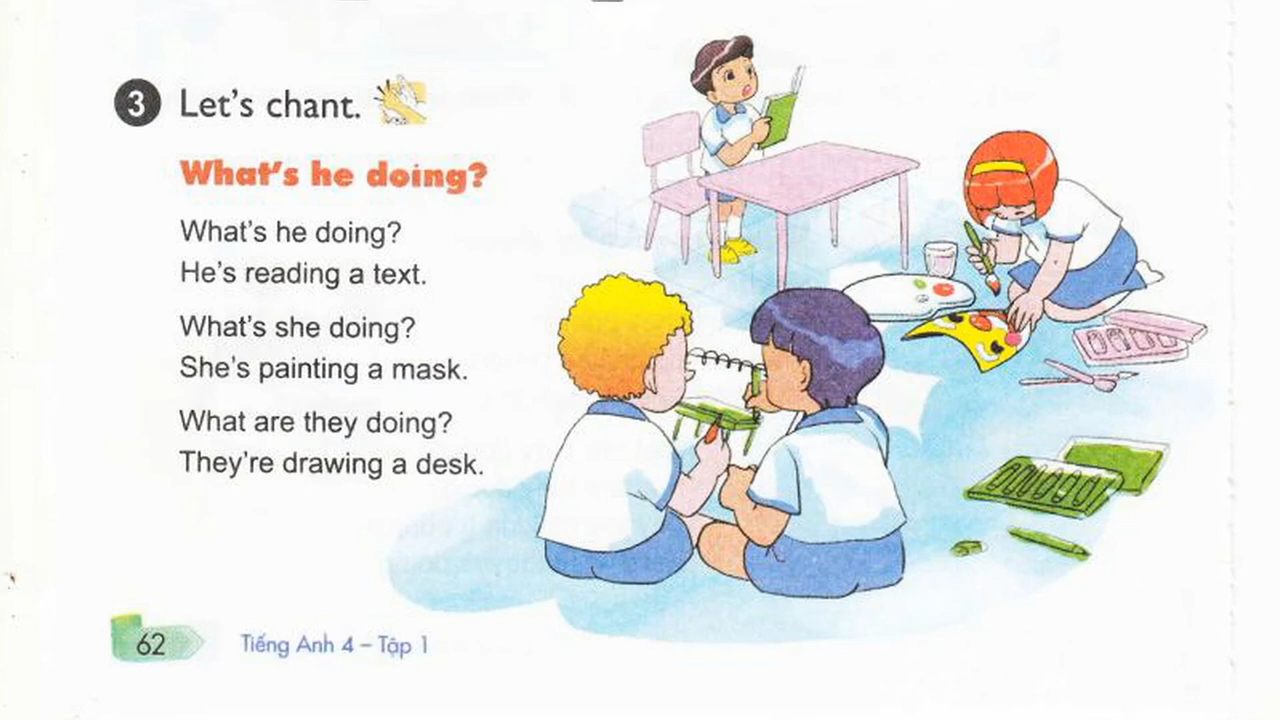 3 Let's chant.
What's he doing?
What's he doing?
He's reading a text.
What's she doing?
She's painting a mask.
What are they doing?
They're drawing a desk.
62 Tiếng Anh 4 – Tập 1